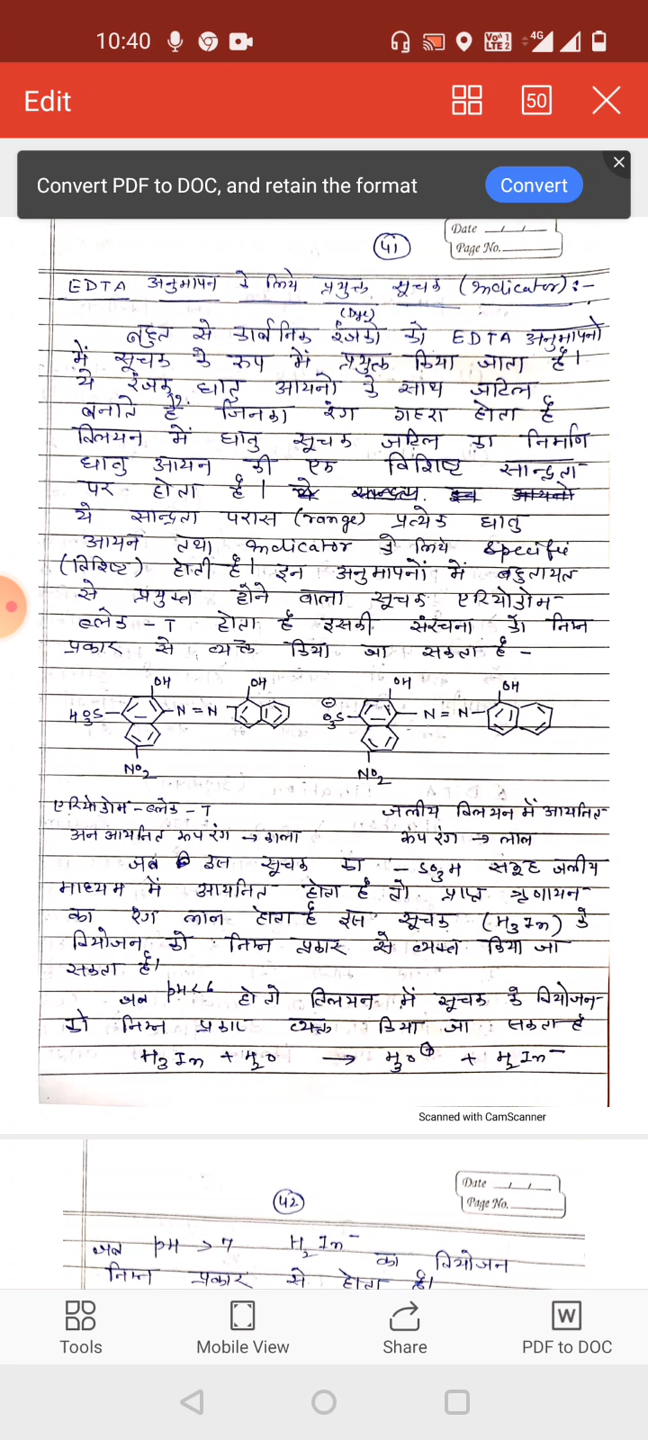 10:40
4G
Edit
50
Convert PDF to DOC, and retain the format
Convert
41
Date
Page No.
EDTA अनुमापन के लिये प्रयुक्त सूचक (Indicator):-
(Dye)
बहुत से कार्बनिक रंजको को EDTA अनुमापनो
में सूचक के रूप में प्रयुक्त किया जाता है।
ये रंजक धातु आयनो के साथ जटिल
बनाते है, जिनका रंग गहरा होता है
विलयन में धातु सूचक जटिल का निर्माण
धातु आयन की एक विशिष्ट सान्द्रता
पर होता है।
ये सान्द्रता परास (range) प्रत्येक धातु
आयन तथा Indicator के लिये specific
(विशिष्ट) होती है। इन अनुमापनों में बहुतायत
से प्रयुक्त होने वाला सूचक एरियोक्रोम-
ब्लेक-T होता है इसकी संरचना को निम्न
प्रकार से व्यक्त किया जा सकता है -
OH OH OH OH
HO3S N=N O3S⊖ N=N
NO2 NO2
एरियोक्रोम-ब्लेक-T जलीय विलयन में आयनित
अन आयनित रूप रंग → काला रूप रंग → लाल
जब इस सूचक का -SO3H समूह जलीय
माध्यम में आयनित होता है तो प्राप्त ऋणायन
का रंग लाल होता है इस सूचक (H3In) के
वियोजन को निम्न प्रकार से व्यक्त किया जा
सकता है।
जब pH<6 हो तो विलयन में सूचक के वियोजन
को निम्न प्रकार व्यक्त किया जा सकता है
H3In + H2O → H3O⊕ + H2In-
Scanned with CamScanner
42
Date
Page No.
जब pH > 7 H2In- का वियोजन
निम्न प्रकार से होता है।
Tools
Mobile View
Share
W
PDF to DOC